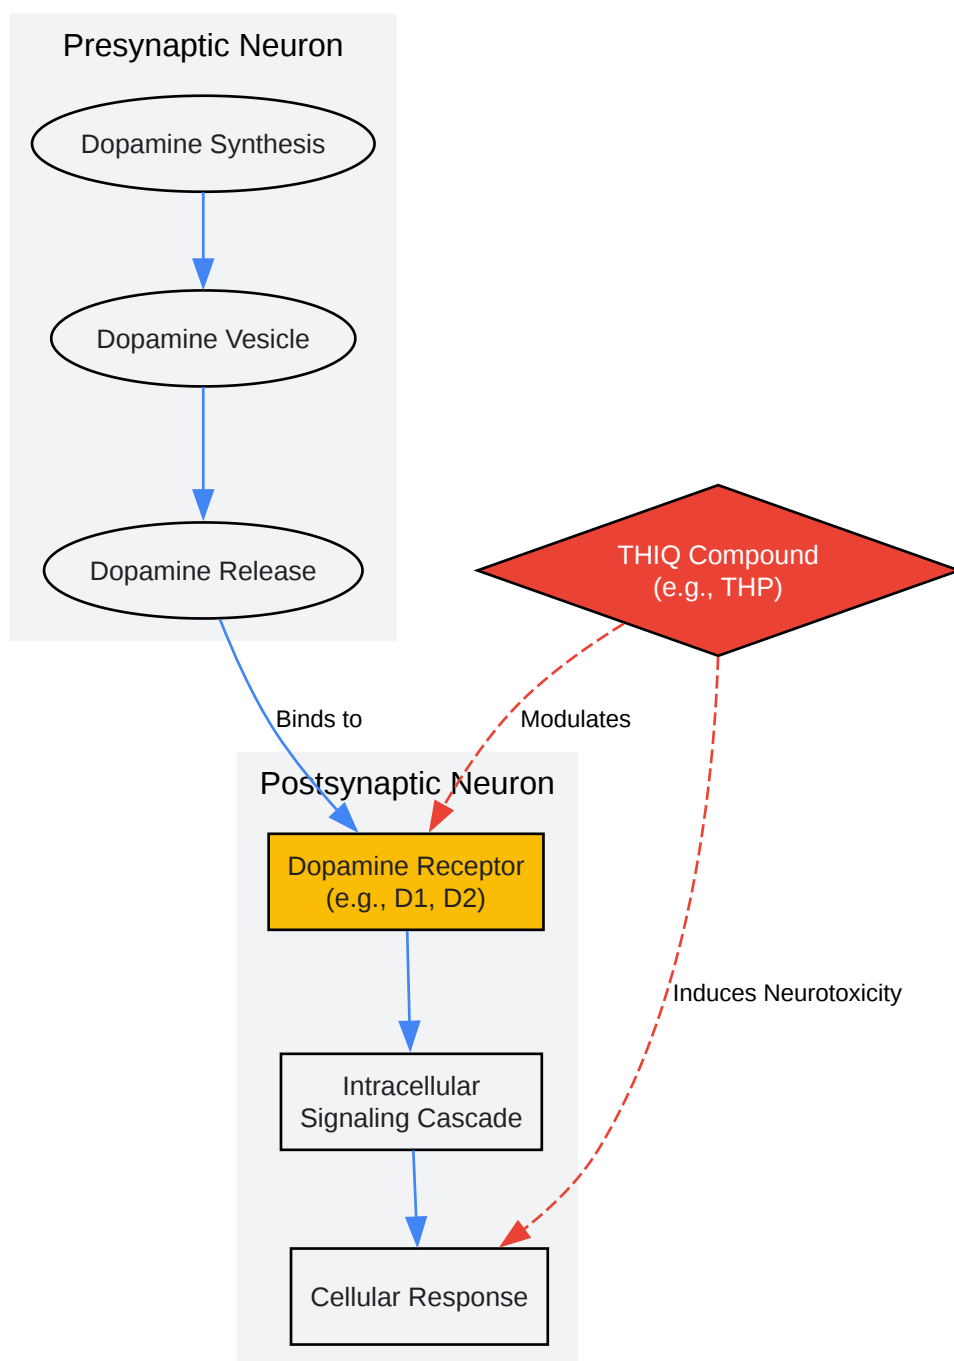 Presynaptic Neuron
Dopamine Synthesis
Dopamine Vesicle
Dopamine Release
THIQ Compound
(e.g., THP)
Binds to
Modulates
Postsynaptic Neuron
Dopamine Receptor
(e.g., D1, D2)
Induces Neurotoxicity
Intracellular
Signaling Cascade
Cellular Response